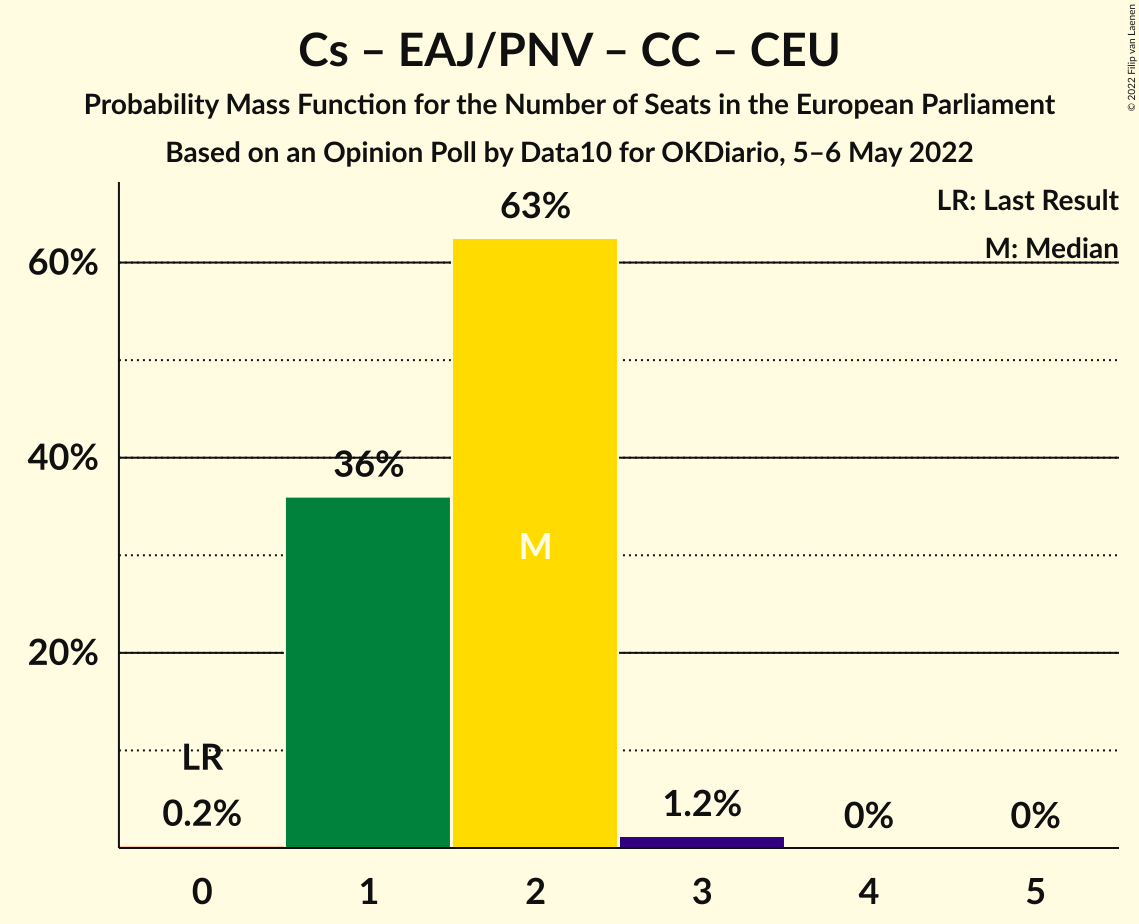 Cs – EAJ/PNV – CC – CEU
Probability Mass Function for the Number of Seats in the European Parliament
Based on an Opinion Poll by Data10 for OKDiario, 5–6 May 2022
© 2022 Filip van Laenen
LR: Last Result
M: Median
63%
60%
40%
36%
M
20%
LR
0.2%
1.2%
0%
0%
0 1 2 3 4 5